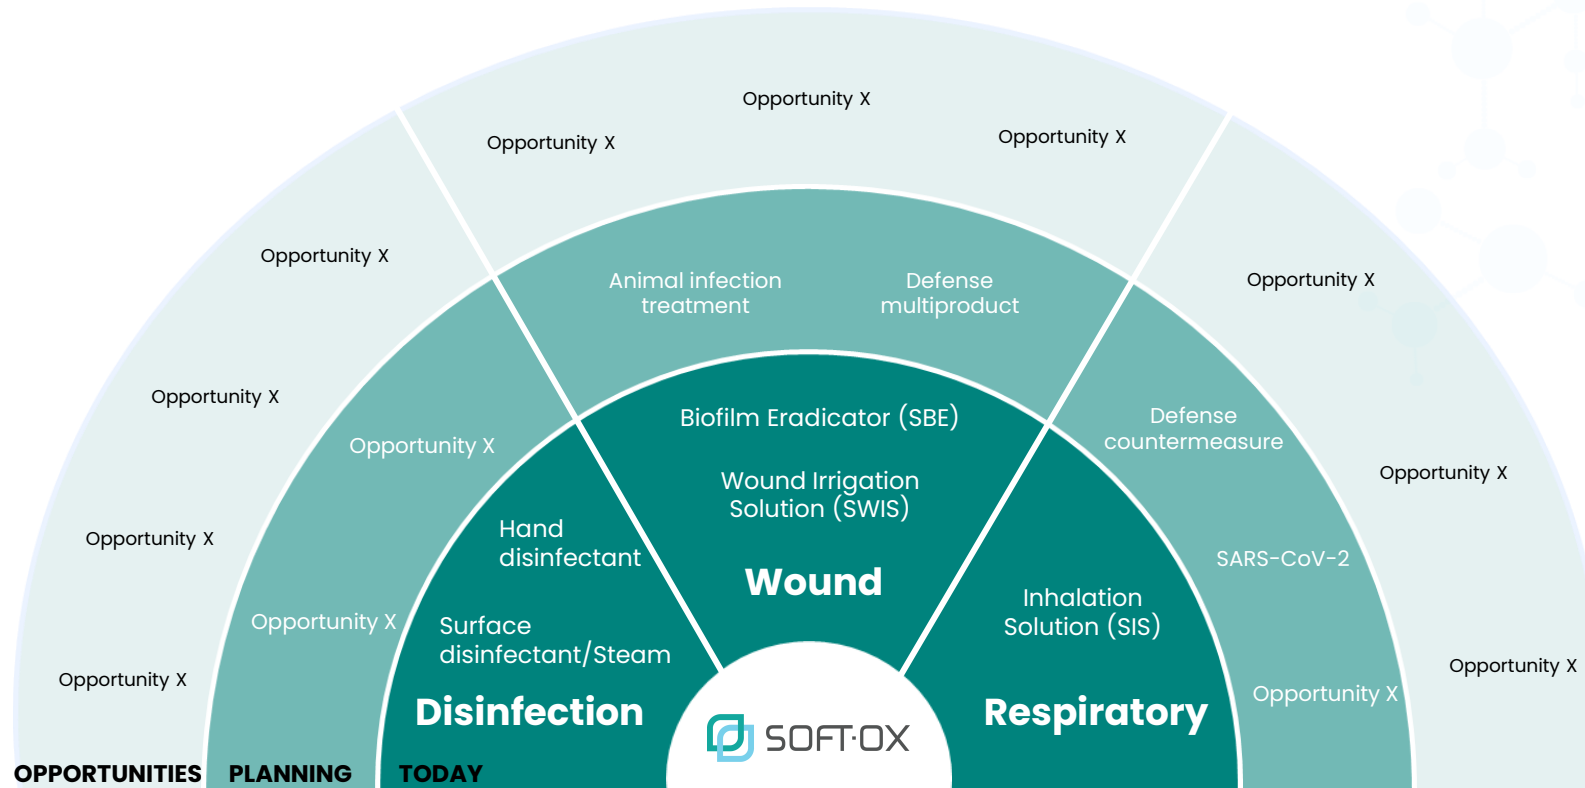 Opportunity X
Opportunity X
Opportunity X
Opportunity X
Opportunity X
Opportunity X
Opportunity X
Opportunity X
Opportunity X
Opportunity X
Animal infection
treatment
Defense
multiproduct
Opportunity X
Opportunity X
Defense
countermeasure
SARS-CoV-2
Opportunity X
Biofilm Eradicator (SBE)
Wound Irrigation
Solution (SWIS)
Wound
Hand
disinfectant
Surface
disinfectant/Steam
Disinfection
Inhalation
Solution (SIS)
Respiratory
SOFT·OX
OPPORTUNITIES
PLANNING
TODAY